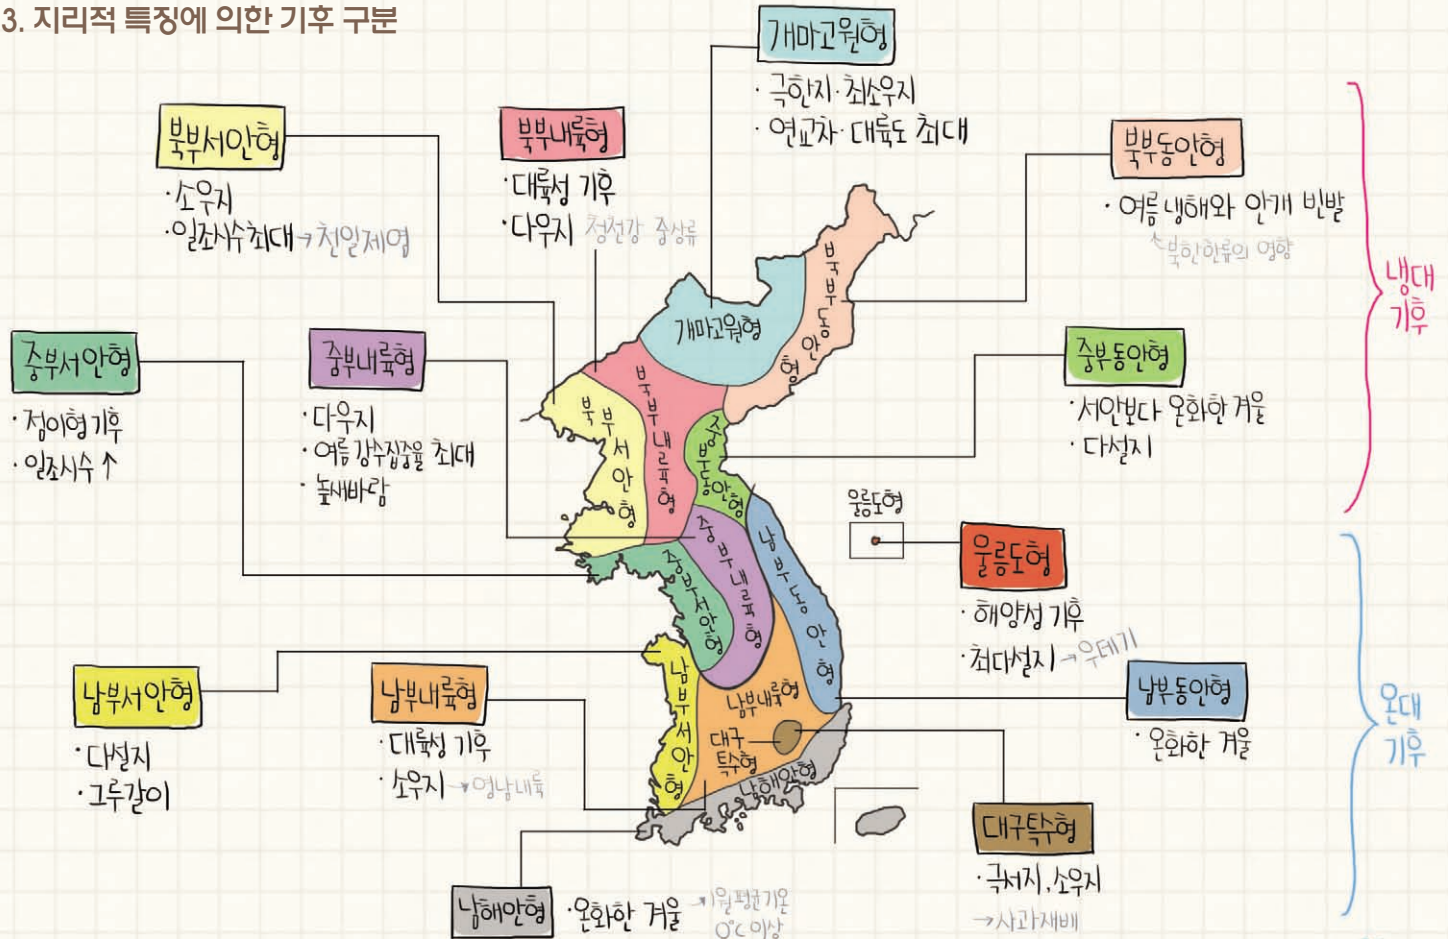 3. 지리적 특징에 의한 기후 구분
개마고원형
· 극한지·최소우지
· 연교차·대륙도 최대
북부서안형
· 소우지
· 일조시수 최대 → 천일제염
북부내륙형
· 대륙성 기후
· 다우지 청천강 중상류
북부동안형
· 여름 냉해와 안개 빈발
북한한류의 영향
냉대
기후
중부서안형
· 점이형 기후
· 일조시수 ↑
중부내륙형
· 다우지
· 여름 강수집중율 최대
· 높새바람
중부동안형
· 서안보다 온화한 겨울
· 다설지
개마고원형
북부동안형
북부내륙형
북부서안형
중부동안형
중부내륙형
중부서안형
남부동안형
남부서안형
남부내륙형
대구
특수형
남해안형
울릉도형
울릉도형
· 해양성 기후
· 최다설지 → 우데기
남부서안형
· 다설지
· 그루갈이
남부내륙형
· 대륙성 기후
· 소우지 → 영남내륙
남부동안형
· 온화한 겨울
온대
기후
대구특수형
· 극서지, 소우지
→ 사과재배
남해안형
· 온화한 겨울 → 1월 평균기온
0°C 이상